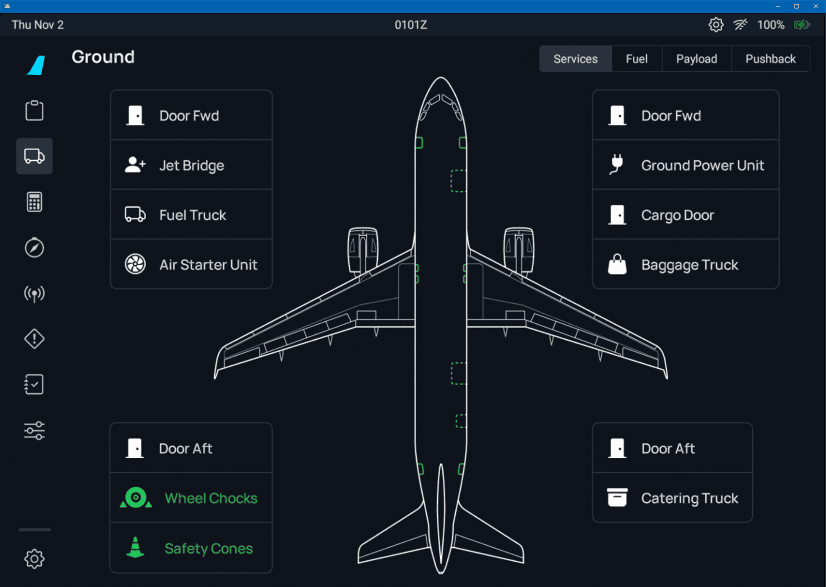 Thu Nov 2
0101Z
100%
Ground
Services
Fuel
Payload
Pushback
Door Fwd
Jet Bridge
Fuel Truck
Air Starter Unit
Door Fwd
Ground Power Unit
Cargo Door
Baggage Truck
Door Aft
Wheel Chocks
Safety Cones
Door Aft
Catering Truck